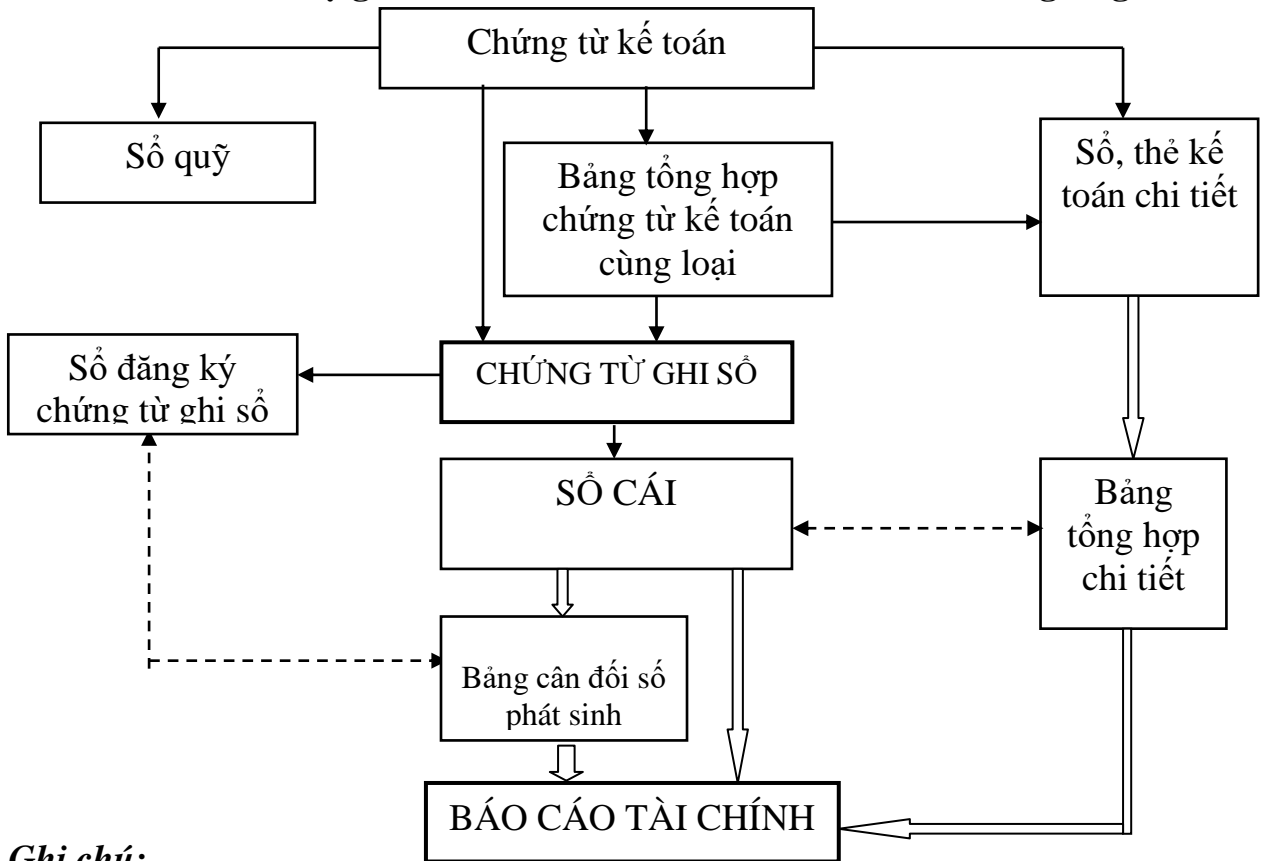 Chứng từ kế toán
Sổ quỹ
Bảng tổng hợp
chứng từ kế toán
cùng loại
Sổ, thẻ kế
toán chi tiết
Sổ đăng ký
chứng từ ghi sổ
CHỨNG TỪ GHI SỔ
SỔ CÁI
Bảng
tổng hợp
chi tiết
Bảng cân đối số
phát sinh
BÁO CÁO TÀI CHÍNH
Ghi chú: